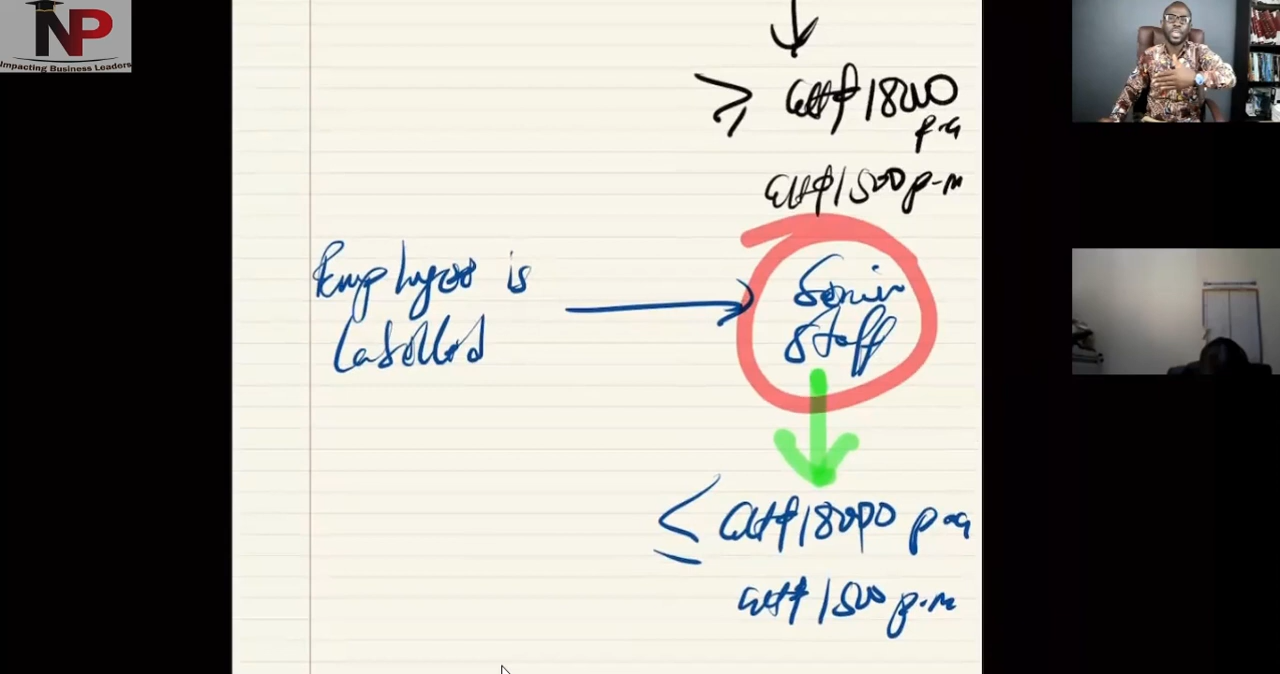 NP
Impacting Business Leaders
> GH¢18000
p.a
GH¢1500 p.m
Employee is
labelled
Senior
Staff
≤ GH¢18000 p.a
GH¢1500 p.m